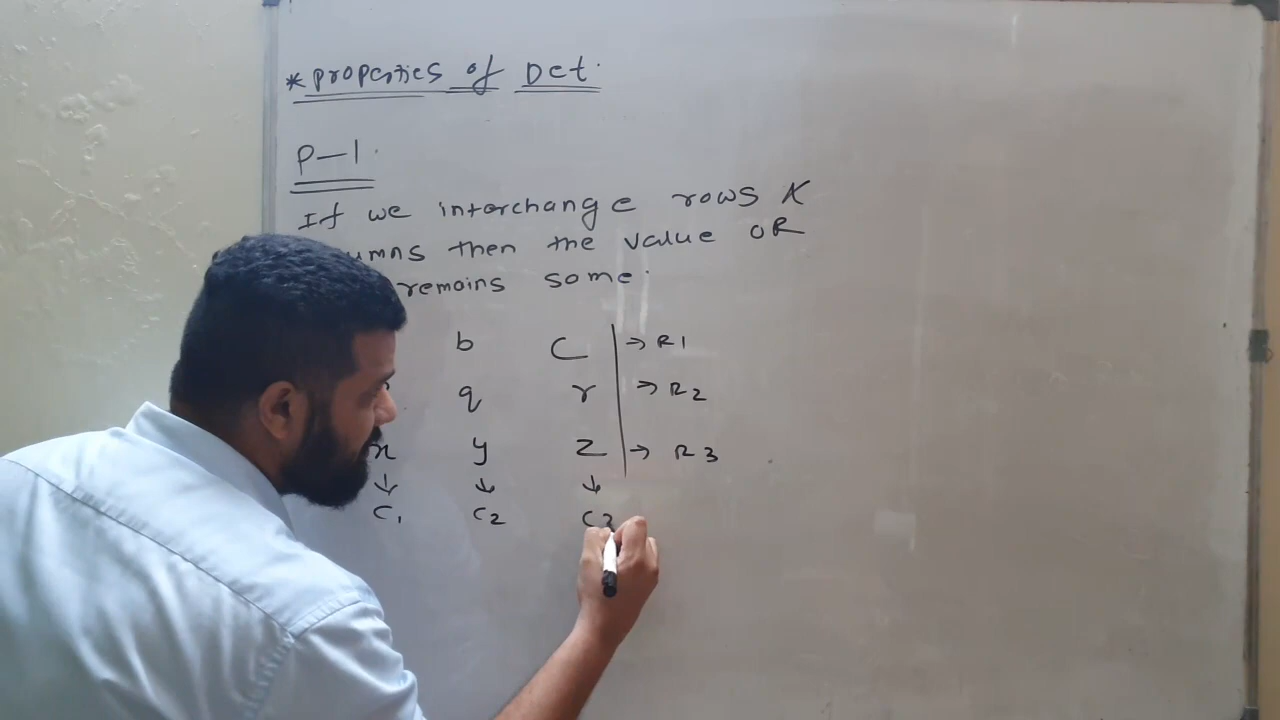 * Properties of Det.
P-1.
If we interchange rows &
umns then the value OR
remains same.
b c → R1
q r → R2
x y z → R3
↓ ↓ ↓
C1 C2 C3